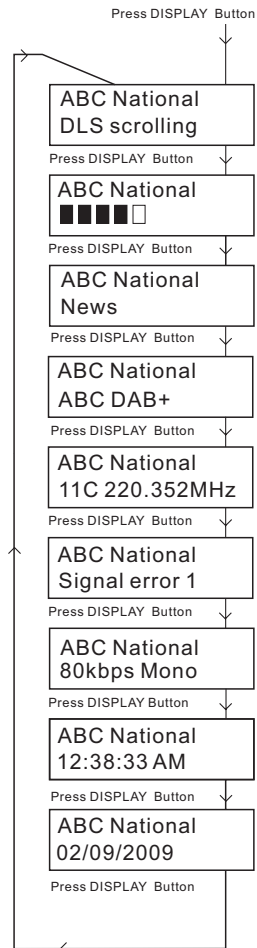 Press DISPLAY Button
ABC National
DLS scrolling
Press DISPLAY Button
ABC National
Press DISPLAY Button
ABC National
News
Press DISPLAY Button
ABC National
ABC DAB+
Press DISPLAY Button
ABC National
11C 220.352MHz
Press DISPLAY Button
ABC National
Signal error 1
Press DISPLAY Button
ABC National
80kbps Mono
Press DISPLAY Button
ABC National
12:38:33 AM
Press DISPLAY Button
ABC National
02/09/2009
Press DISPLAY Button